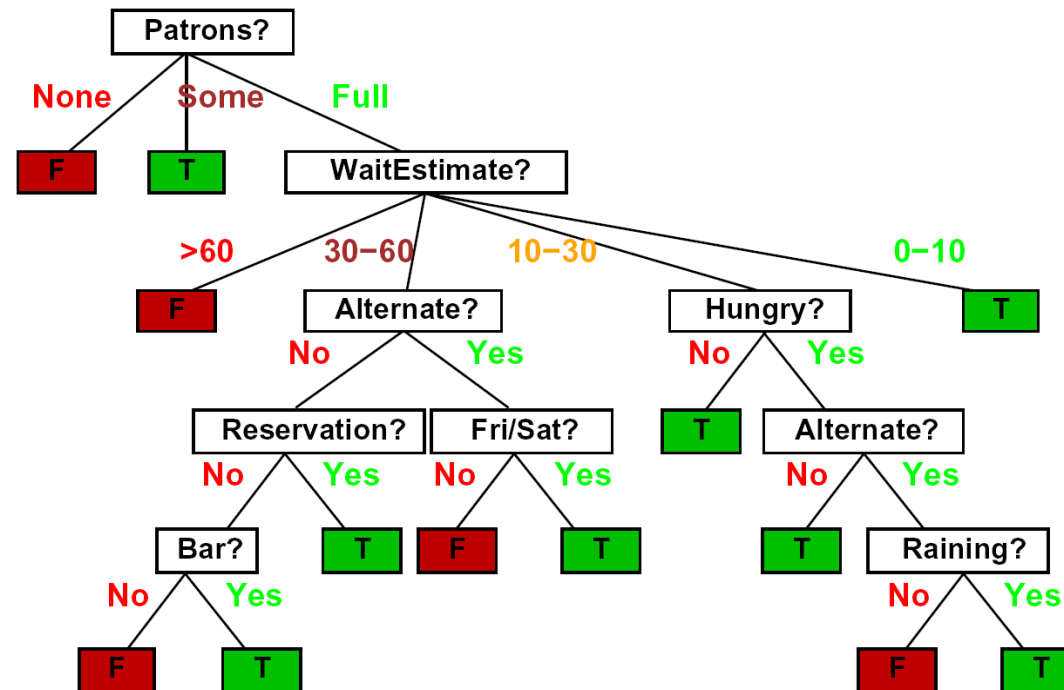 Patrons?
None Some Full
F T WaitEstimate?
>60 30−60 10−30 0−10
F Alternate? Hungry? T
No Yes No Yes
Reservation? Fri/Sat? T Alternate?
No Yes No Yes No Yes
Bar? T F T T Raining?
No Yes No Yes
F T F T